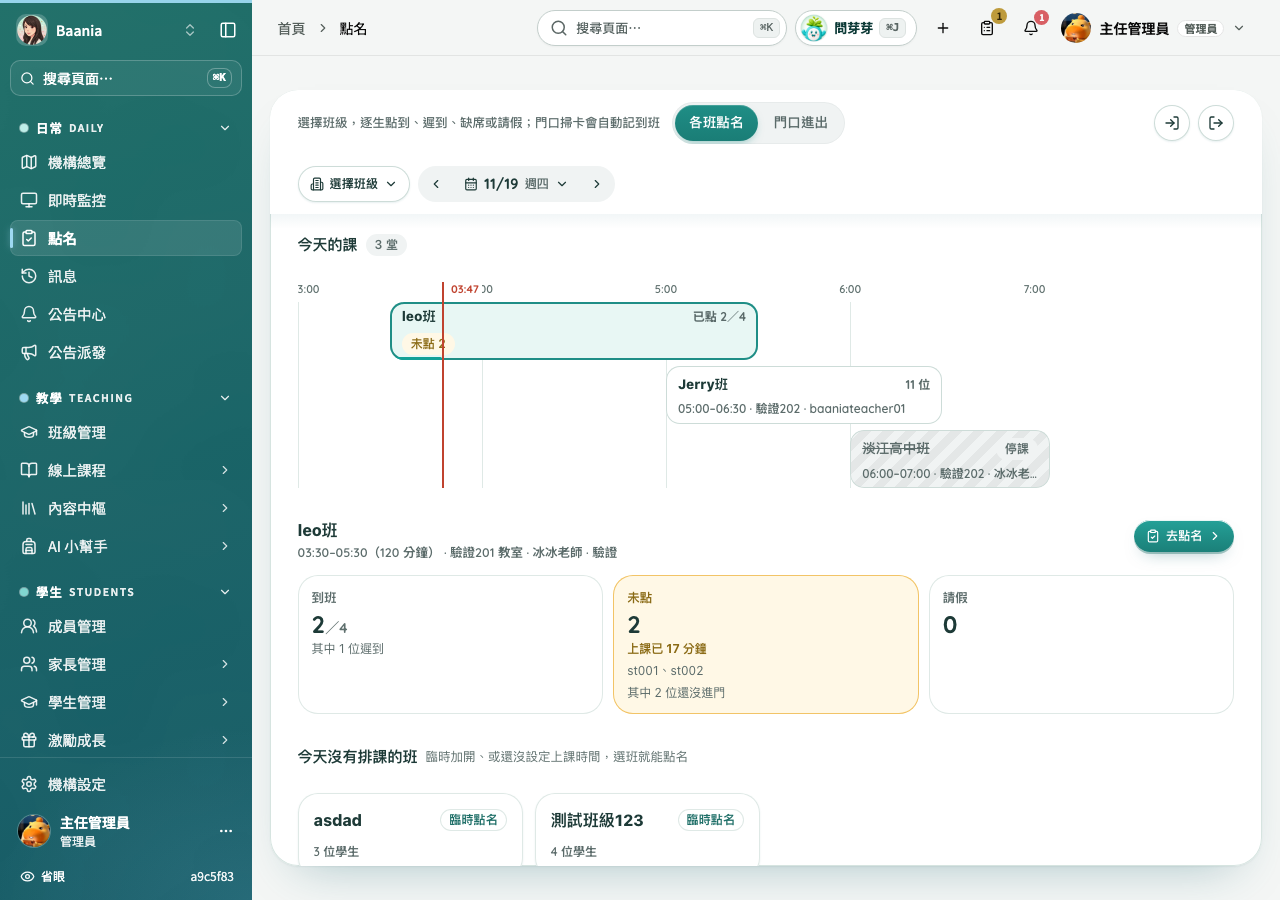 Baania
搜尋頁面… ⌘K
日常 DAILY
機構總覽
即時監控
點名
訊息
公告中心
公告派發
教學 TEACHING
班級管理
線上課程
內容中樞
AI 小幫手
學生 STUDENTS
成員管理
家長管理
學生管理
激勵成長
機構設定
主任管理員
管理員
省眼 a9c5f83
首頁 點名
搜尋頁面… ⌘K
問芽芽 ⌘J
1
1
主任管理員 管理員
選擇班級，逐生點到、遲到、缺席或請假；門口掃卡會自動記到班
各班點名 門口進出
選擇班級
11/19 週四
今天的課 3 堂
3:00 03:47 5:00 6:00 7:00
leo班 已點 2／4
未點 2
Jerry班 11 位
05:00–06:30 · 驗證202 · baaniateacher01
淡江高中班 停課
06:00–07:00 · 驗證202 · 冰冰老…
leo班
03:30–05:30（120 分鐘） · 驗證201 教室 · 冰冰老師 · 驗證
去點名
到班
2／4
其中 1 位遲到
未點
2
上課已 17 分鐘
st001、st002
其中 2 位還沒進門
請假
0
今天沒有排課的班 臨時加開、或還沒設定上課時間，選班就能點名
asdad 臨時點名
3 位學生
測試班級123 臨時點名
4 位學生